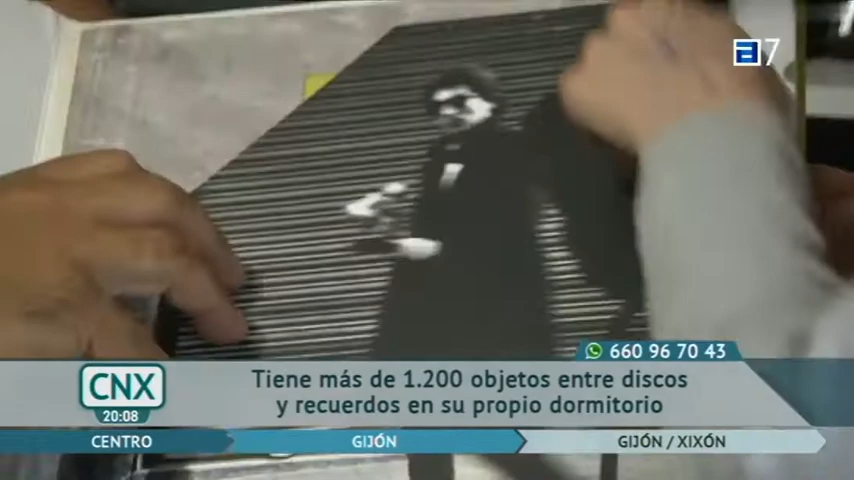 a7
660 96 70 43
CNX
20:08
Tiene más de 1.200 objetos entre discos
y recuerdos en su propio dormitorio
CENTRO
GIJÓN
GIJÓN / XIXÓN